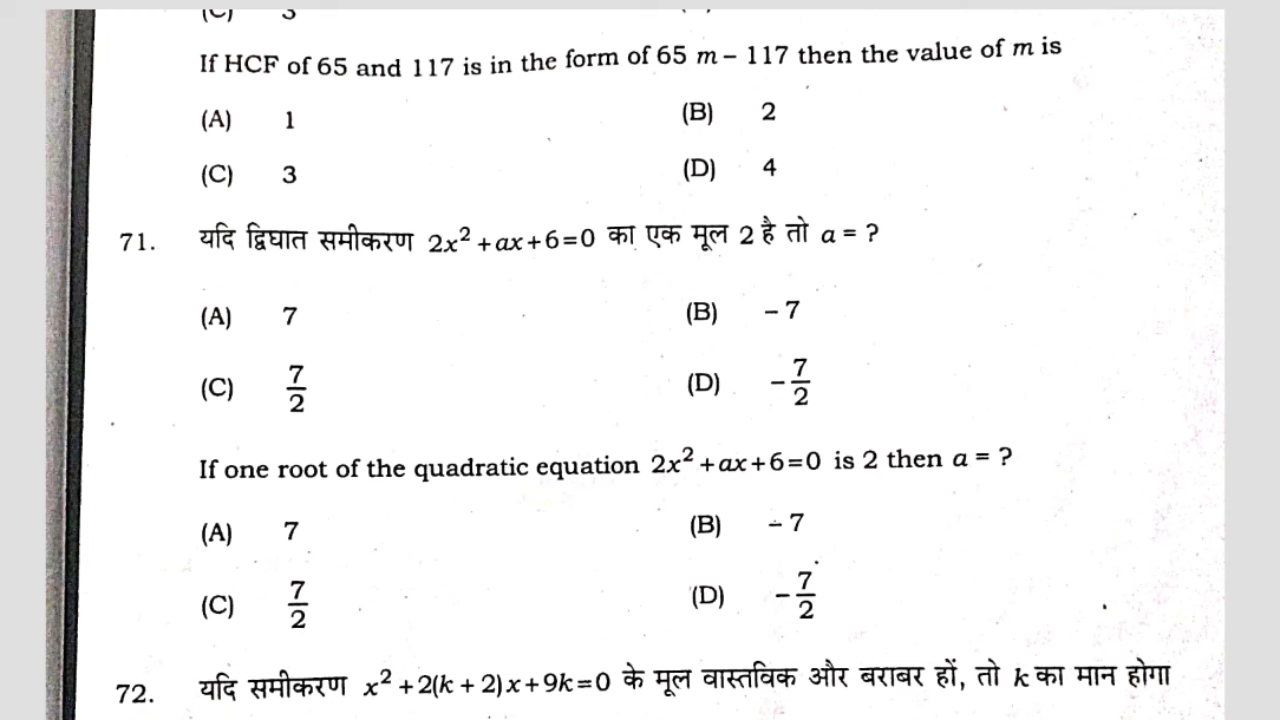 (C) 3
If HCF of 65 and 117 is in the form of 65 m – 117 then the value of m is
(A) 1 (B) 2
(C) 3 (D) 4
71. यदि द्विघात समीकरण 2x² + ax + 6 = 0 का एक मूल 2 है तो a = ?
(A) 7 (B) – 7
(C) 7/2 (D) – 7/2
If one root of the quadratic equation 2x² + ax + 6 = 0 is 2 then a = ?
(A) 7 (B) – 7
(C) 7/2 (D) – 7/2
72. यदि समीकरण x² + 2(k + 2)x + 9k = 0 के मूल वास्तविक और बराबर हों, तो k का मान होगा